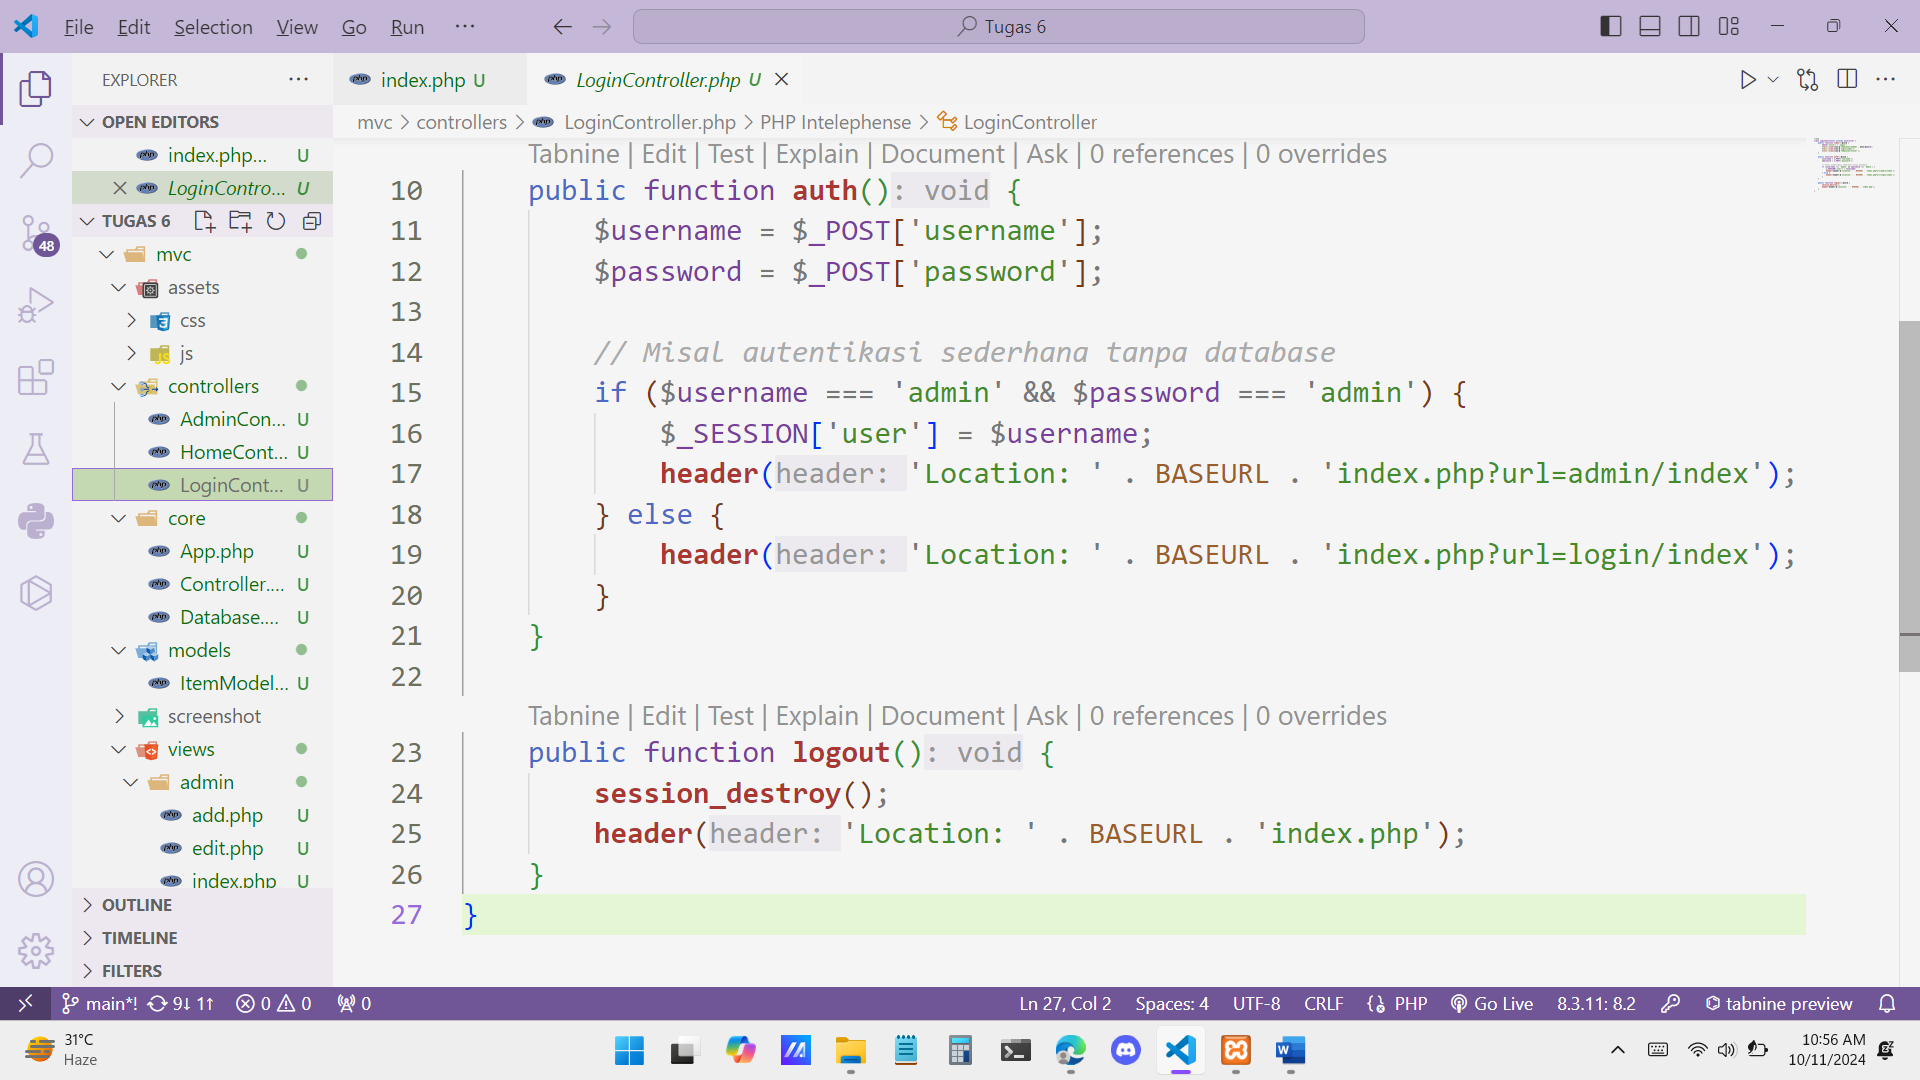 File Edit Selection View Go Run ··· Tugas 6
EXPLORER ···
OPEN EDITORS
index.php... U
LoginContro... U
TUGAS 6
mvc
assets
css
js
controllers
AdminCon... U
HomeCont... U
LoginCont... U
core
App.php U
Controller.... U
Database.... U
models
ItemModel... U
screenshot
views
admin
add.php U
edit.php U
index.php U
OUTLINE
TIMELINE
FILTERS
48
index.php U LoginController.php U
mvc > controllers > LoginController.php > PHP Intelephense > LoginController
Tabnine | Edit | Test | Explain | Document | Ask | 0 references | 0 overrides
10 public function auth(): void {
11 $username = $_POST['username'];
12 $password = $_POST['password'];
13
14 // Misal autentikasi sederhana tanpa database
15 if ($username === 'admin' && $password === 'admin') {
16 $_SESSION['user'] = $username;
17 header(header: 'Location: ' . BASEURL . 'index.php?url=admin/index');
18 } else {
19 header(header: 'Location: ' . BASEURL . 'index.php?url=login/index');
20 }
21 }
22
Tabnine | Edit | Test | Explain | Document | Ask | 0 references | 0 overrides
23 public function logout(): void {
24 session_destroy();
25 header(header: 'Location: ' . BASEURL . 'index.php');
26 }
27 }
main*! 9↓ 1↑ 0 0 0 Ln 27, Col 2 Spaces: 4 UTF-8 CRLF PHP Go Live 8.3.11: 8.2 tabnine preview
31°C
Haze
10:56 AM
10/11/2024